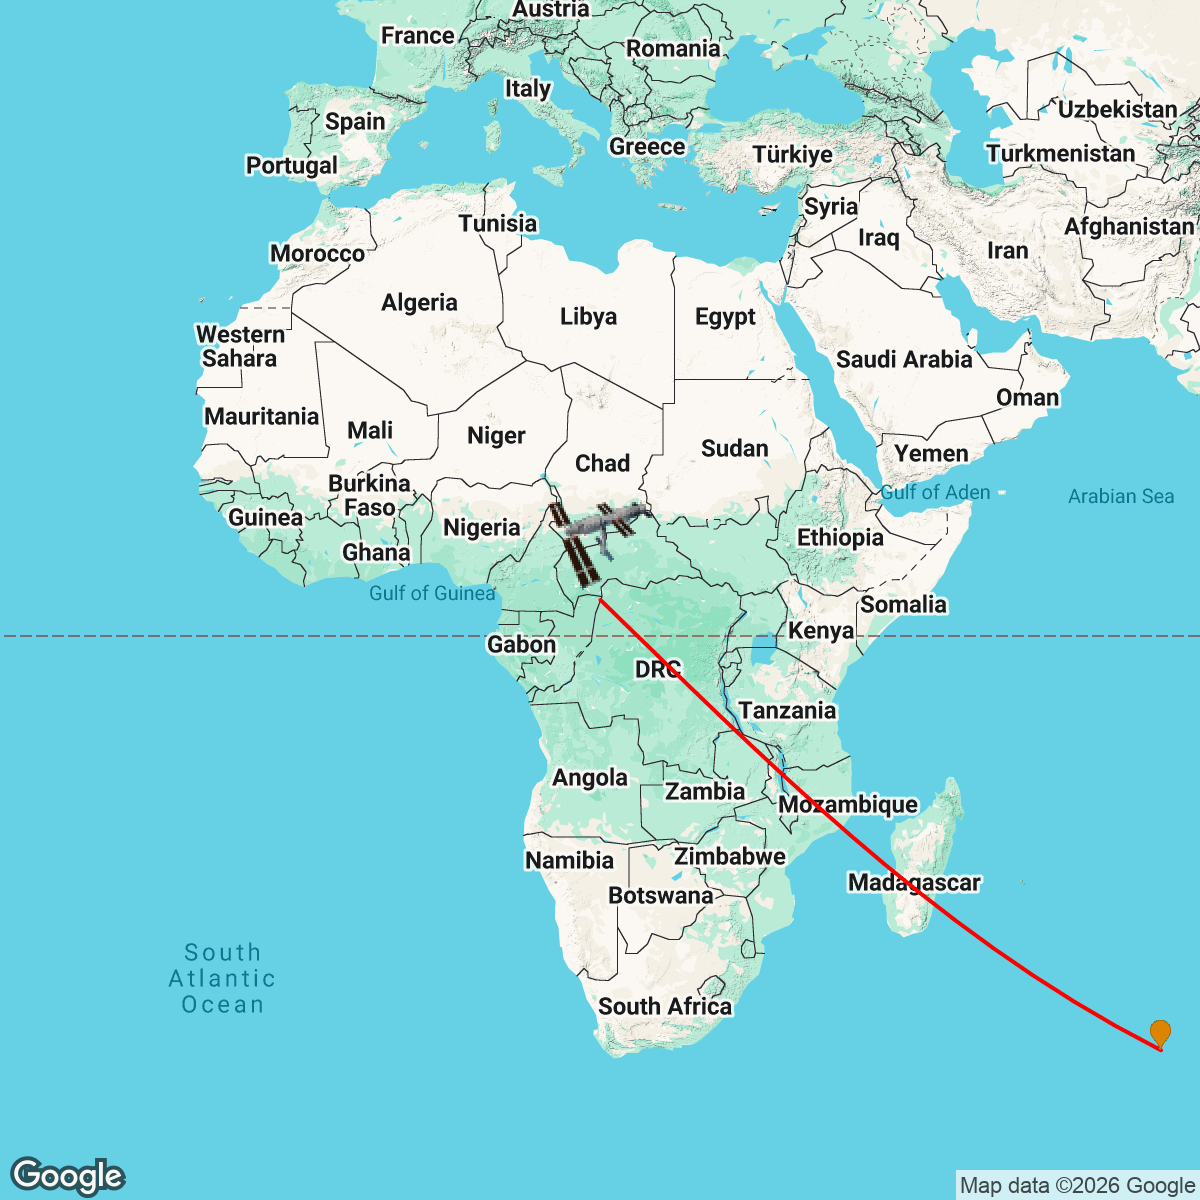 Austria
France
Romania
Italy
Uzbekistan
Spain
Greece
Türkiye
Turkmenistan
Portugal
Syria
Tunisia
Afghanistan
Iraq
Morocco
Iran
Algeria
Libya
Egypt
Western
Sahara
Saudi Arabia
Oman
Mauritania
Mali
Niger
Sudan
Yemen
Chad
Burkina
Faso
Gulf of Aden
Arabian Sea
Guinea
Nigeria
Ethiopia
Ghana
Gulf of Guinea
Somalia
Kenya
Gabon
DRC
Tanzania
Angola
Zambia
Mozambique
Namibia
Zimbabwe
Madagascar
Botswana
South
Atlantic
Ocean
South Africa
Google
Map data ©2026 Google